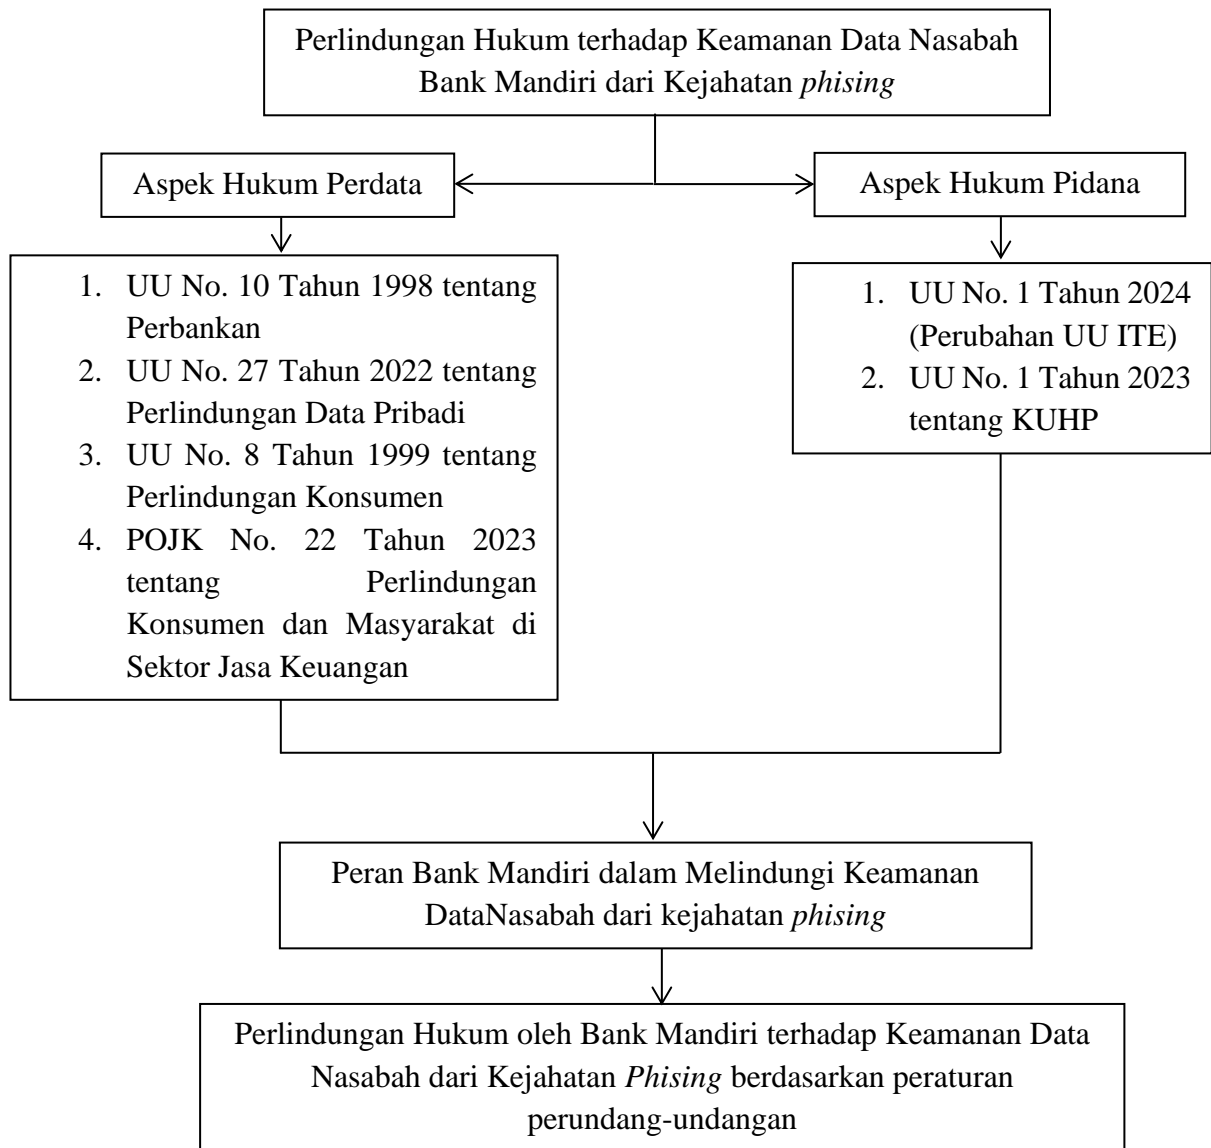 Perlindungan Hukum terhadap Keamanan Data Nasabah
Bank Mandiri dari Kejahatan phising
Aspek Hukum Perdata
Aspek Hukum Pidana
1. UU No. 10 Tahun 1998 tentang
Perbankan
2. UU No. 27 Tahun 2022 tentang
Perlindungan Data Pribadi
3. UU No. 8 Tahun 1999 tentang
Perlindungan Konsumen
4. POJK No. 22 Tahun 2023
tentang Perlindungan
Konsumen dan Masyarakat di
Sektor Jasa Keuangan
1. UU No. 1 Tahun 2024
(Perubahan UU ITE)
2. UU No. 1 Tahun 2023
tentang KUHP
Peran Bank Mandiri dalam Melindungi Keamanan
DataNasabah dari kejahatan phising
Perlindungan Hukum oleh Bank Mandiri terhadap Keamanan Data
Nasabah dari Kejahatan Phising berdasarkan peraturan
perundang-undangan